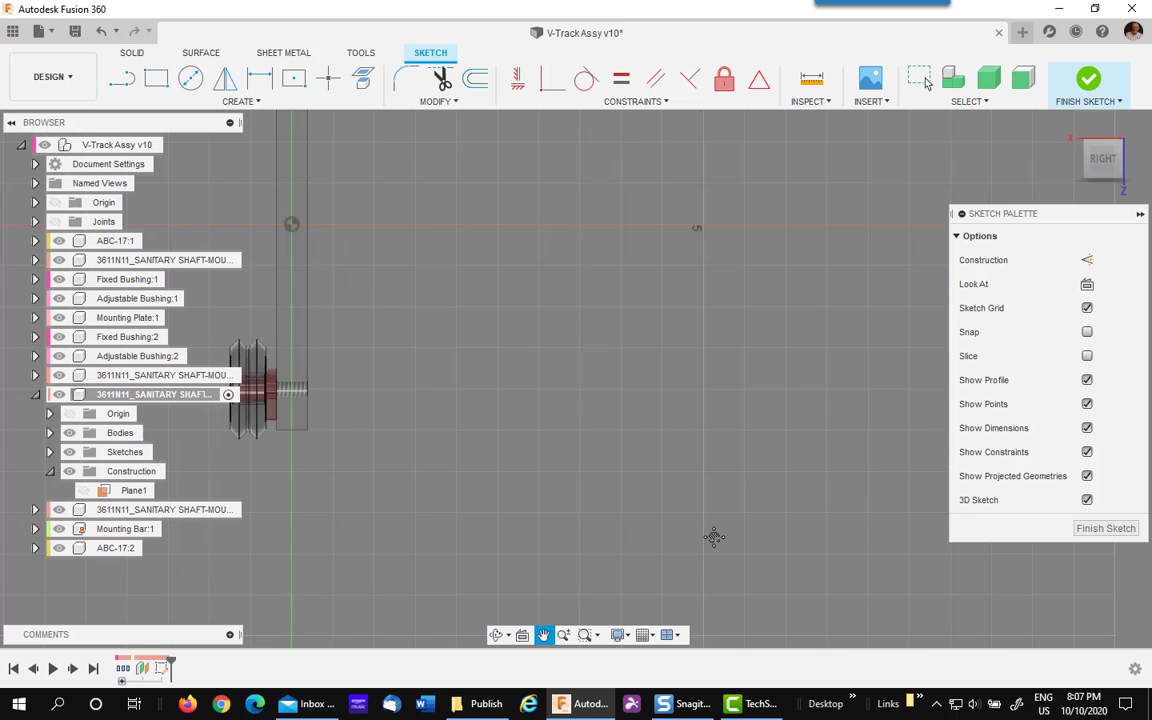 Autodesk Fusion 360
V-Track Assy v10*
DESIGN
SOLID
SURFACE
SHEET METAL
TOOLS
SKETCH
CREATE
MODIFY
CONSTRAINTS
INSPECT
INSERT
SELECT
FINISH SKETCH
BROWSER
V-Track Assy v10
Document Settings
Named Views
Origin
Joints
ABC-17:1
3611N11_SANITARY SHAFT-MOU...
Fixed Bushing:1
Adjustable Bushing:1
Mounting Plate:1
Fixed Bushing:2
Adjustable Bushing:2
3611N11_SANITARY SHAFT-MOU...
3611N11_SANITARY SHAFT...
Origin
Bodies
Sketches
Construction
Plane1
3611N11_SANITARY SHAFT-MOU...
Mounting Bar:1
ABC-17:2
5
X
RIGHT
Z
SKETCH PALETTE
Options
Construction
Look At
Sketch Grid
Snap
Slice
Show Profile
Show Points
Show Dimensions
Show Constraints
Show Projected Geometries
3D Sketch
Finish Sketch
COMMENTS
Inbox ...
Publish
Autod...
Snagit...
TechS...
Desktop
Links
ENG
US
8:07 PM
10/10/2020